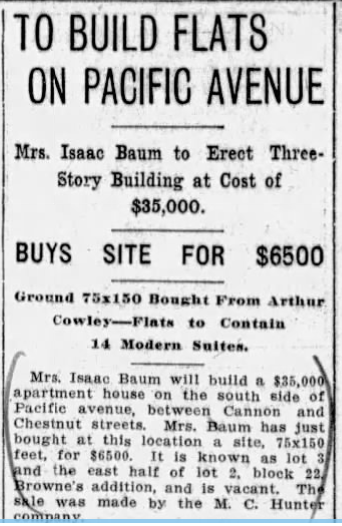 TO BUILD FLATS
ON PACIFIC AVENUE
Mrs. Isaac Baum to Erect Three-
Story Building at Cost of
$35,000.
BUYS SITE FOR $6500
Ground 75x150 Bought From Arthur
Cowley—Flats to Contain
14 Modern Suites.
Mrs. Isaac Baum will build a $35,000
apartment house on the south side of
Pacific avenue, between Cannon and
Chestnut streets. Mrs. Baum has just
bought at this location a site, 75x150
feet, for $6500. It is known as lot 3
and the east half of lot 2, block 22,
Browne's addition, and is vacant. The
sale was made by the M. C. Hunter
company.